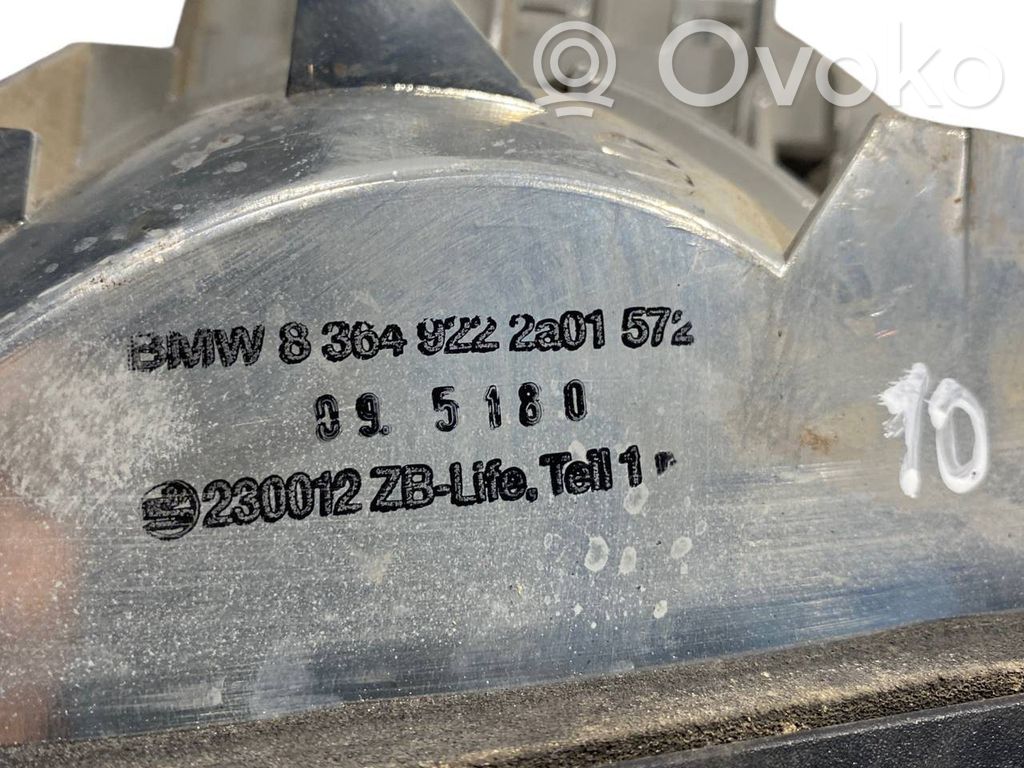 Ovoko
BMW 8 364 922 2a01 572
09. 5180
230012 ZB-Life. Teil 1 r
10